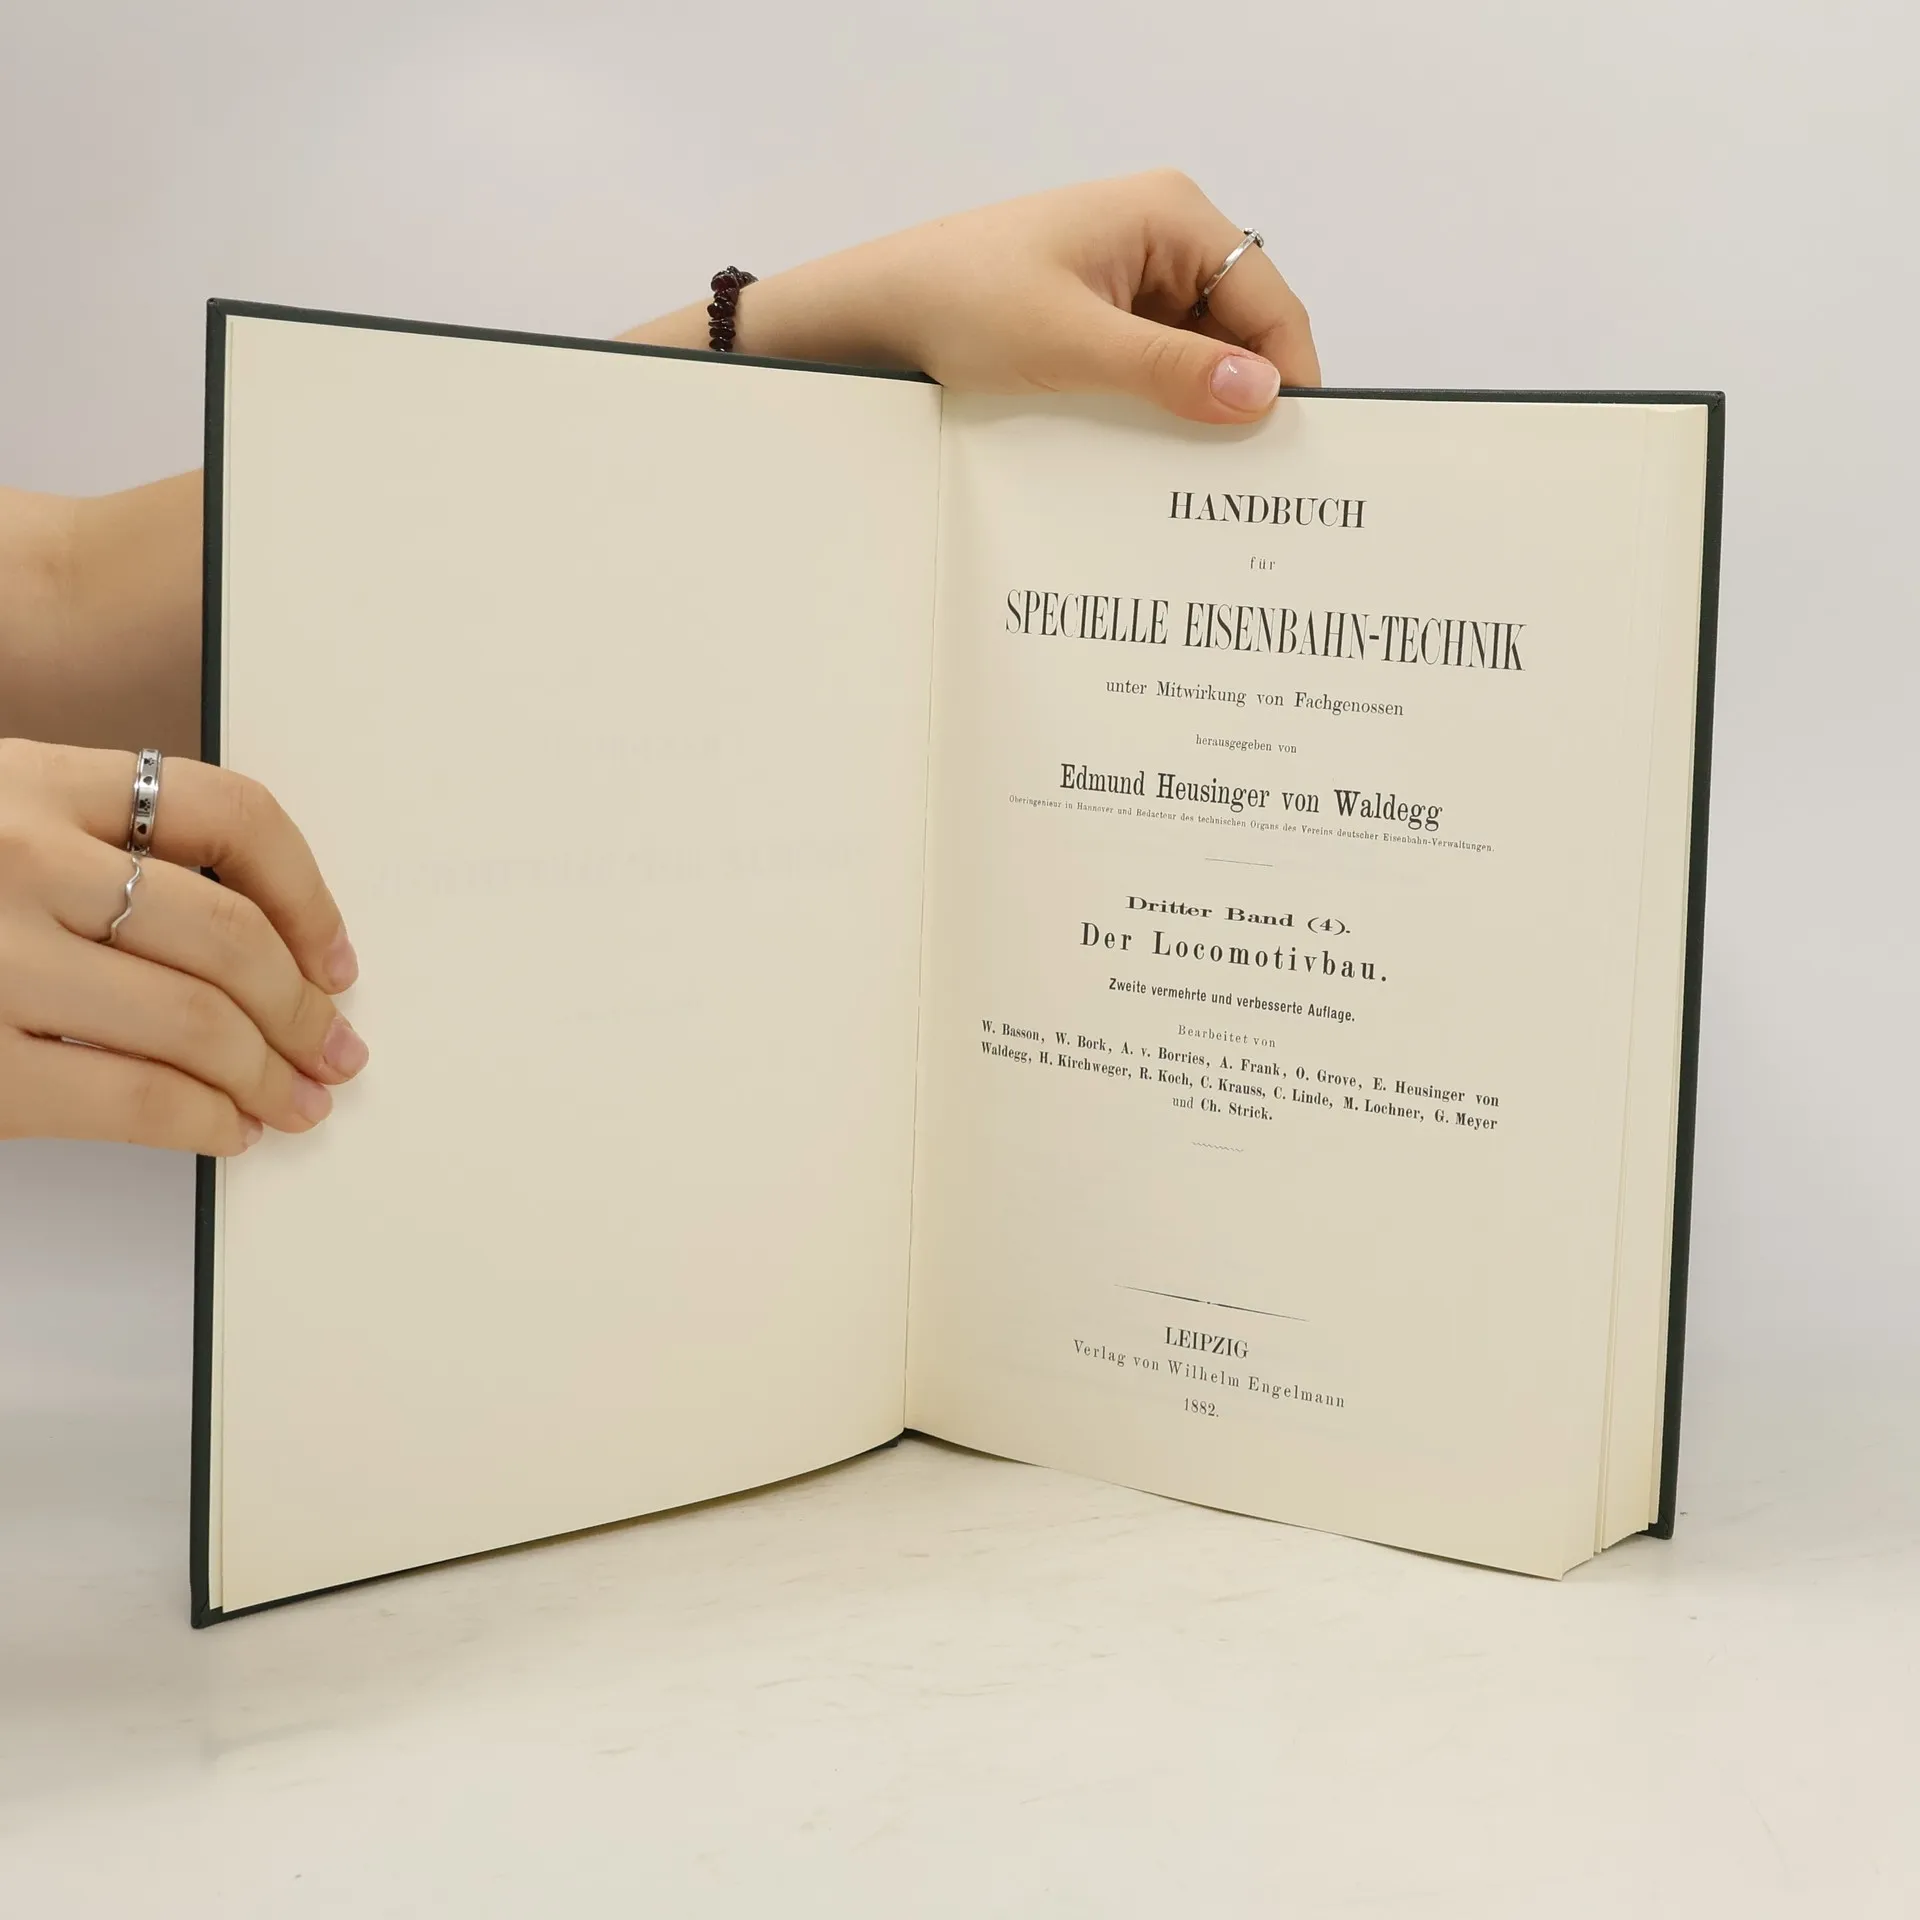 HANDBUCH
für
SPECIELLE EISENBAHN-TECHNIK
unter Mitwirkung von Fachgenossen
herausgegeben von
Edmund Heusinger von Waldegg
Oberingenieur in Hannover und Redacteur des technischen Organs des Vereins deutscher Eisenbahn-Verwaltungen.
Dritter Band (4).
Der Locomotivbau.
Zweite vermehrte und verbesserte Auflage.
Bearbeitet von
W. Basson, W. Bork, A. v. Borries, A. Frank, O. Grove, E. Heusinger von
Waldegg, H. Kirchweger, R. Koch, C. Krauss, C. Linde, M. Lochner, G. Meyer
und Ch. Strick.
LEIPZIG
Verlag von Wilhelm Engelmann
1882.